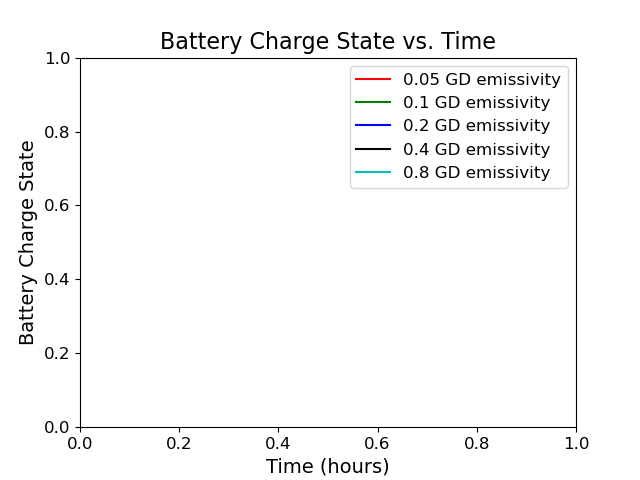 Battery Charge State vs. Time
1.0
0.8
0.6
0.4
0.2
0.0
Battery Charge State
0.05 GD emissivity
0.1 GD emissivity
0.2 GD emissivity
0.4 GD emissivity
0.8 GD emissivity
0.0 0.2 0.4 0.6 0.8 1.0
Time (hours)